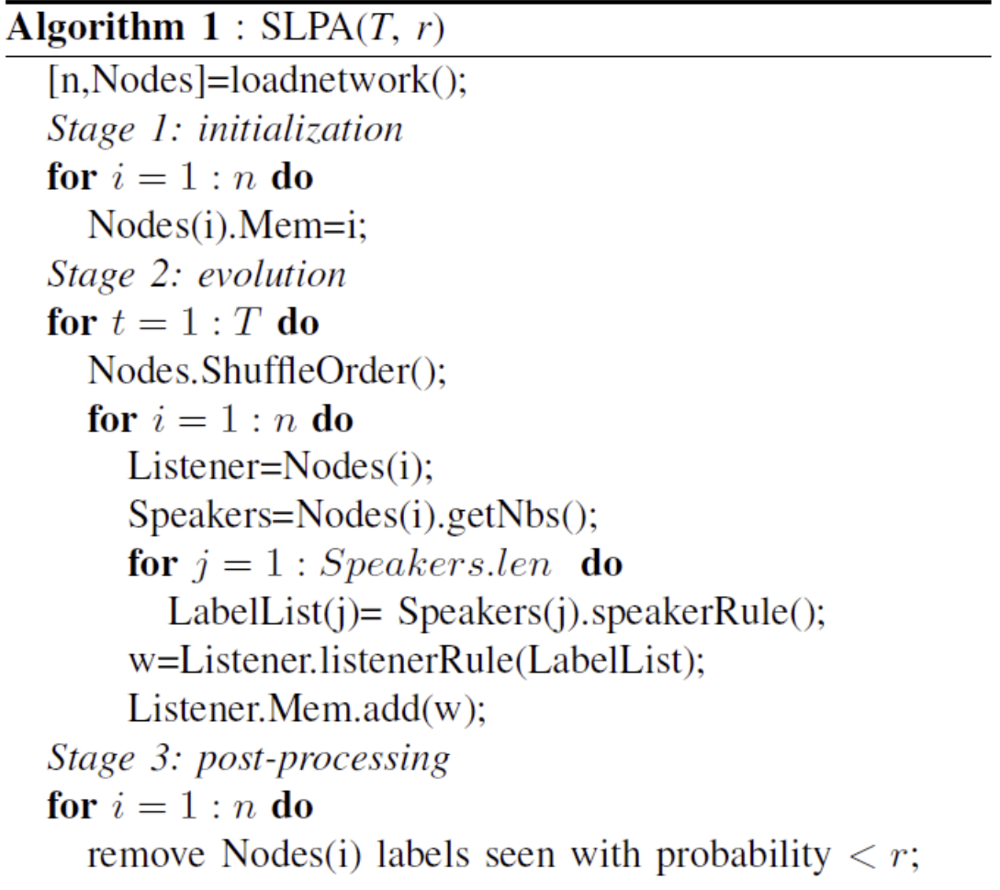 Algorithm 1 : SLPA(T, r)
[n,Nodes]=loadnetwork();
Stage 1: initialization
for i = 1 : n do
Nodes(i).Mem=i;
Stage 2: evolution
for t = 1 : T do
Nodes.ShuffleOrder();
for i = 1 : n do
Listener=Nodes(i);
Speakers=Nodes(i).getNbs();
for j = 1 : Speakers.len do
LabelList(j)= Speakers(j).speakerRule();
w=Listener.listenerRule(LabelList);
Listener.Mem.add(w);
Stage 3: post-processing
for i = 1 : n do
remove Nodes(i) labels seen with probability < r;